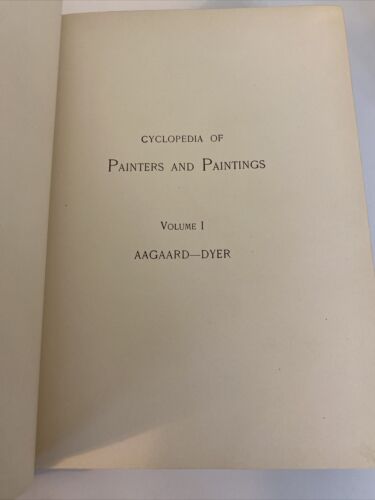 CYCLOPEDIA OF
PAINTERS AND PAINTINGS
VOLUME I
AAGAARD—DYER